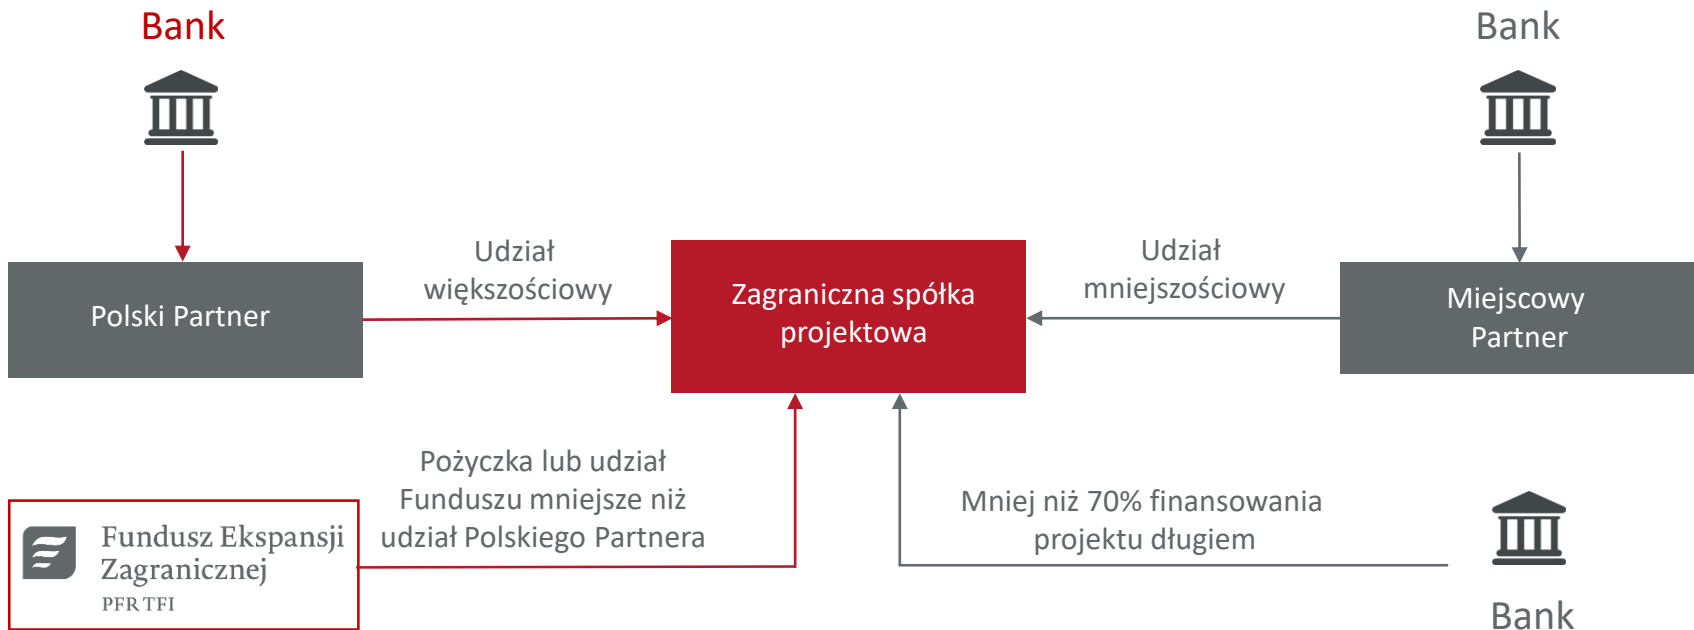 Bank
Bank
Udział
większościowy
Udział
mniejszościowy
Polski Partner
Zagraniczna spółka
projektowa
Miejscowy
Partner
Pożyczka lub udział
Funduszu mniejsze niż
udział Polskiego Partnera
Mniej niż 70% finansowania
projektu długiem
Fundusz Ekspansji
Zagranicznej
PFR TFI
Bank